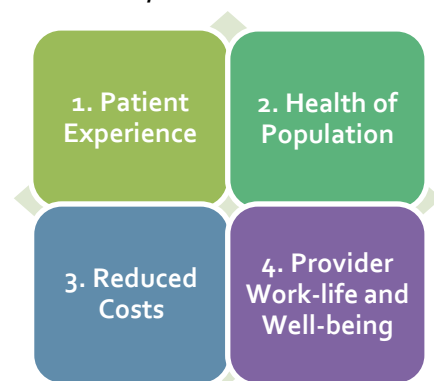 1. Patient
Experience
2. Health of
Population
3. Reduced
Costs
4. Provider
Work-life and
Well-being